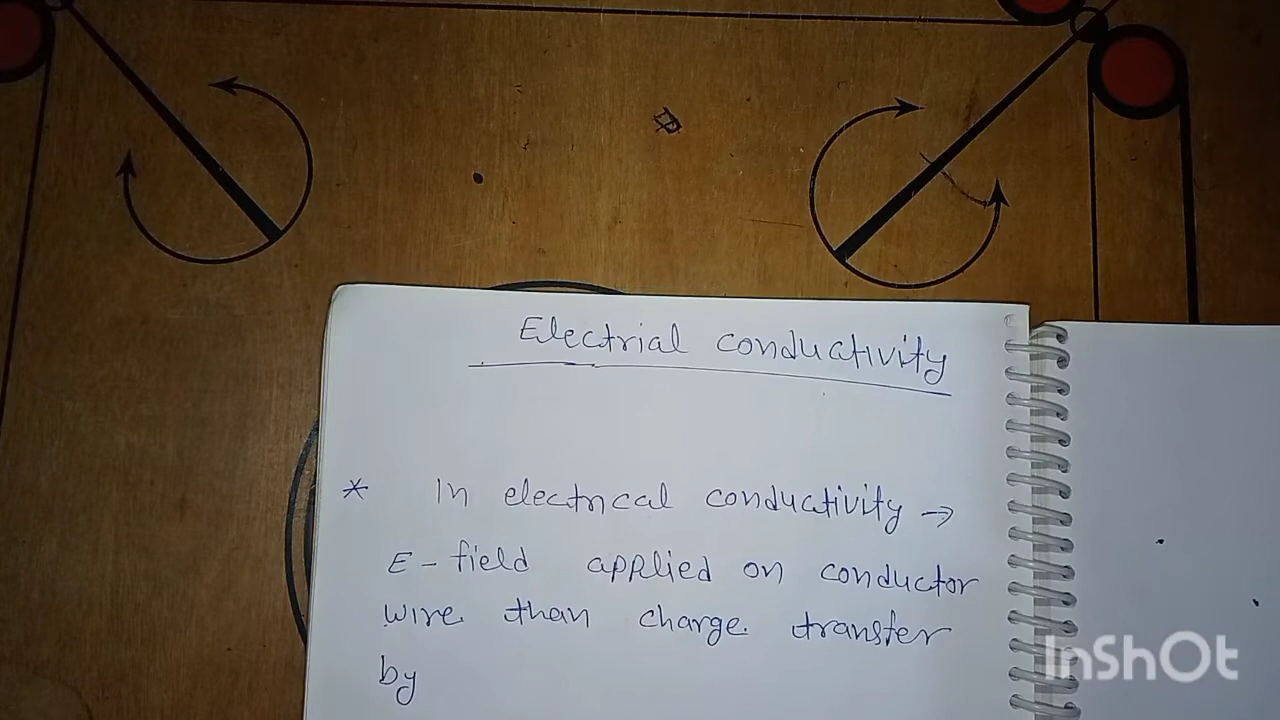 Electrial conductivity
* In electrical conductivity →
E-field applied on conductor
wire than charge transfer
by
InShOt